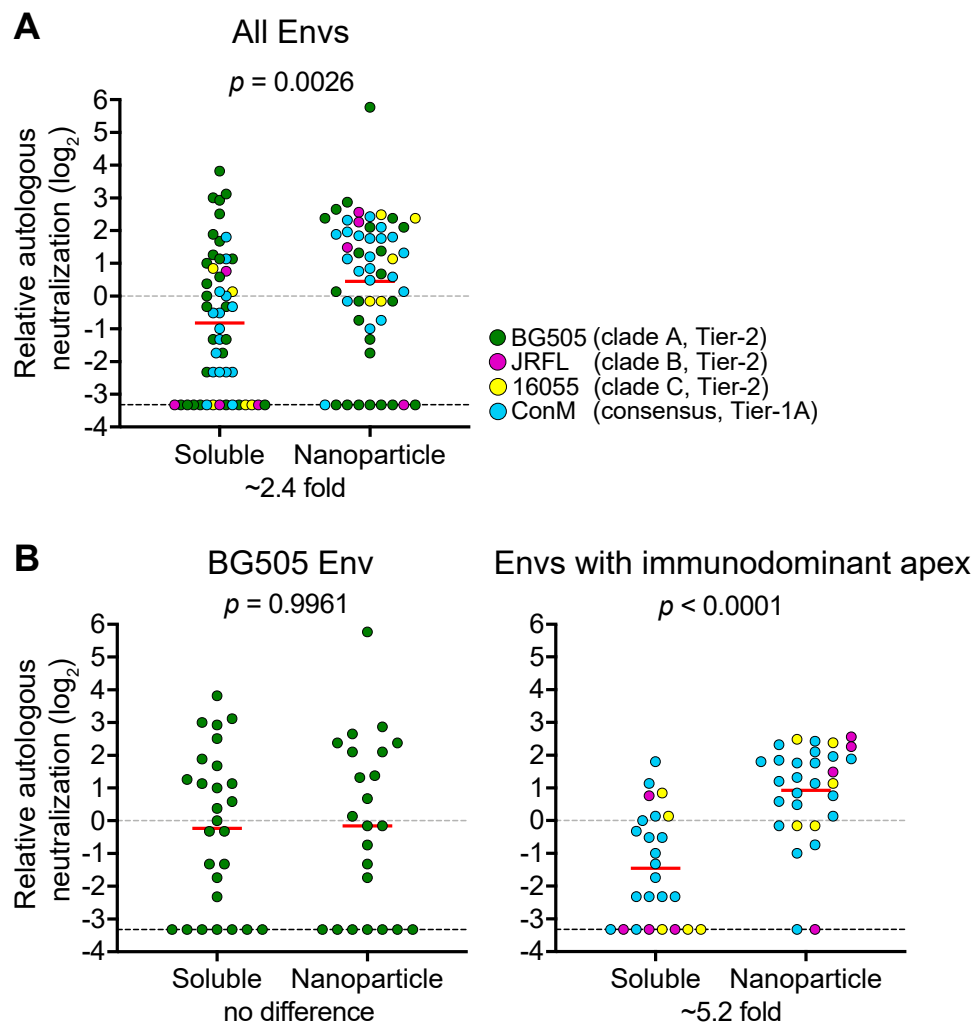 A
All Envs
p = 0.0026
Relative autologous
neutralization (log2)
6
5
4
3
2
1
0
-1
-2
-3
-4
Soluble
Nanoparticle
~2.4 fold
BG505 (clade A, Tier-2)
JRFL (clade B, Tier-2)
16055 (clade C, Tier-2)
ConM (consensus, Tier-1A)
B
BG505 Env
p = 0.9961
Relative autologous
neutralization (log2)
6
5
4
3
2
1
0
-1
-2
-3
-4
Soluble
Nanoparticle
no difference
Envs with immunodominant apex
p < 0.0001
6
5
4
3
2
1
0
-1
-2
-3
-4
Soluble
Nanoparticle
~5.2 fold